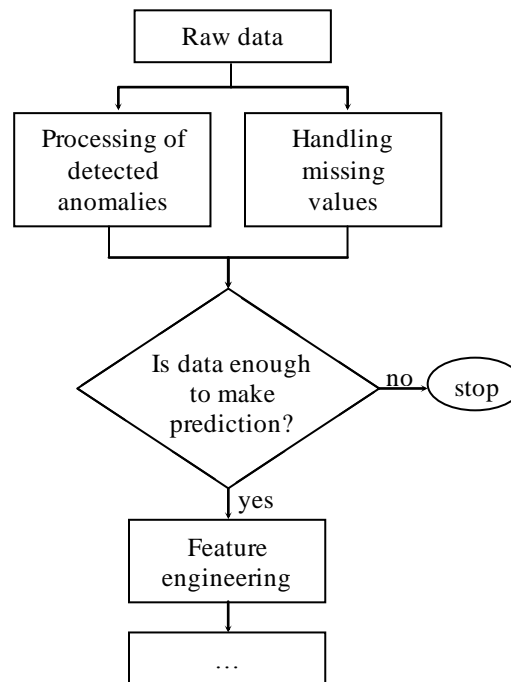 Raw data
Processing of
detected
anomalies
Handling
missing
values
Is data enough
to make
prediction?
no
stop
yes
Feature
engineering
…